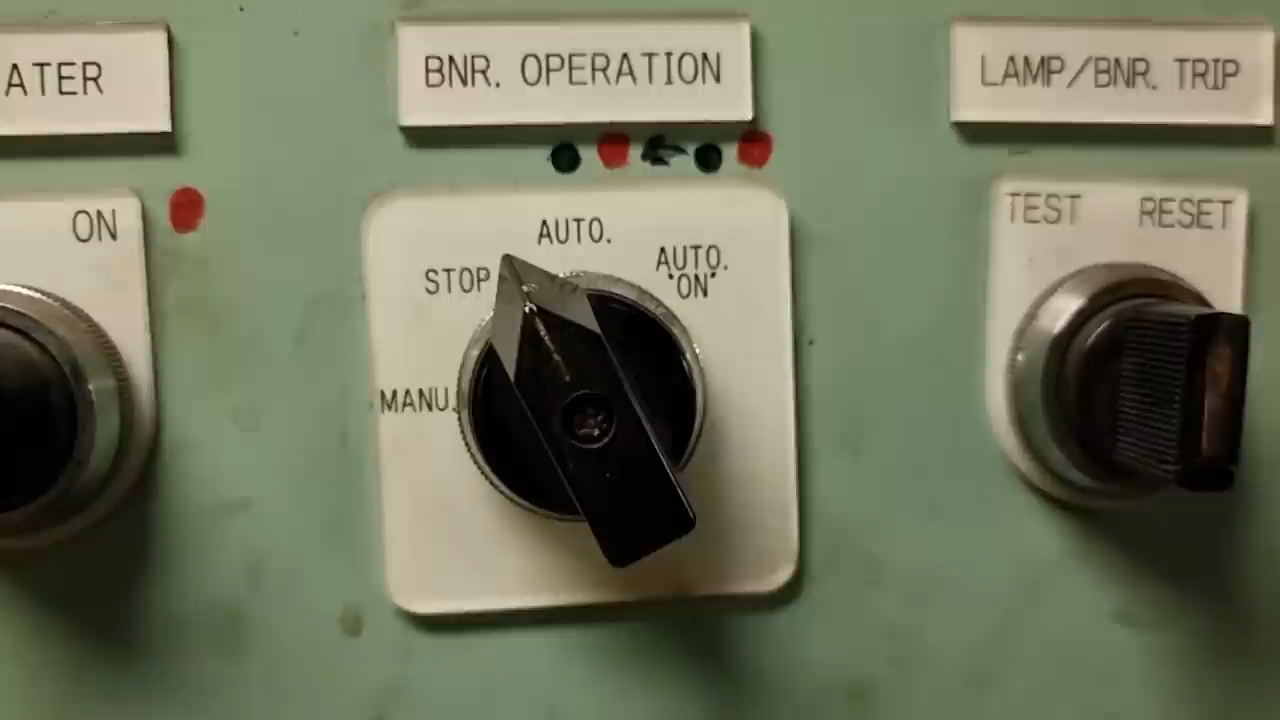 ATER
BNR. OPERATION
LAMP/BNR. TRIP
ON
STOP
AUTO.
AUTO.
"ON"
MANU.
TEST RESET